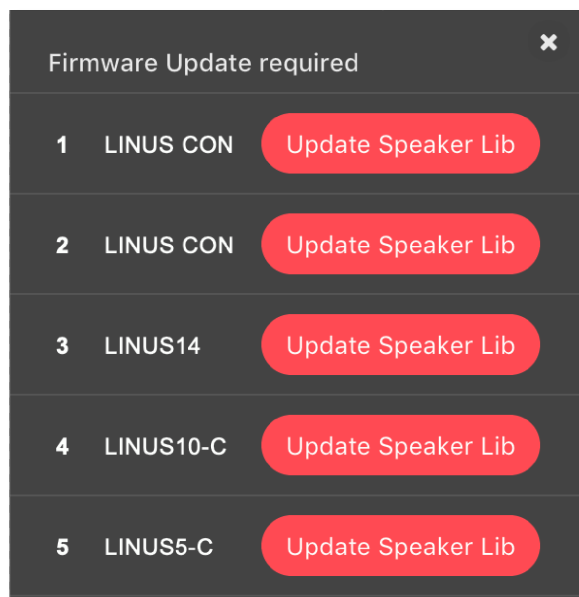 Firmware Update required
1 LINUS CON Update Speaker Lib
2 LINUS CON Update Speaker Lib
3 LINUS14 Update Speaker Lib
4 LINUS10-C Update Speaker Lib
5 LINUS5-C Update Speaker Lib